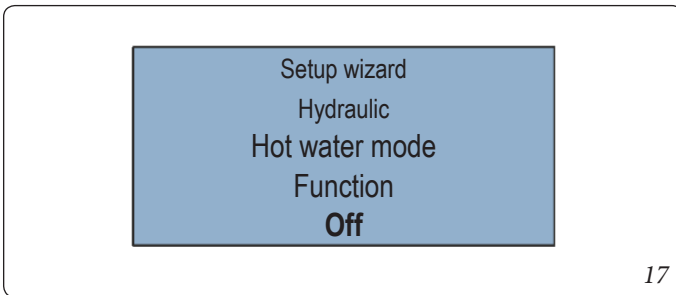 Setup wizard
Hydraulic
Hot water mode
Function
Off
17